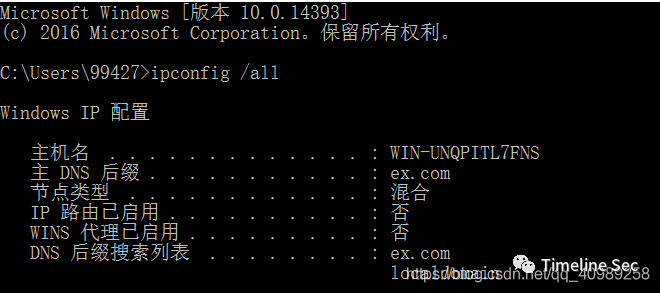 Microsoft Windows [版本 10.0.14393]
(c) 2016 Microsoft Corporation。保留所有权利。
C:\Users\99427>ipconfig /all
Windows IP 配置
主机名 . . . . . . . . . . . . . : WIN-UNQPITL7FNS
主 DNS 后缀 . . . . . . . . . . . : ex.com
节点类型 . . . . . . . . . . . . : 混合
IP 路由已启用 . . . . . . . . . . : 否
WINS 代理已启用 . . . . . . . . . : 否
DNS 后缀搜索列表 . . . . . . . . : ex.com
localdomain
Timeline Sec
https://blog.csdn.net/qq_40989258